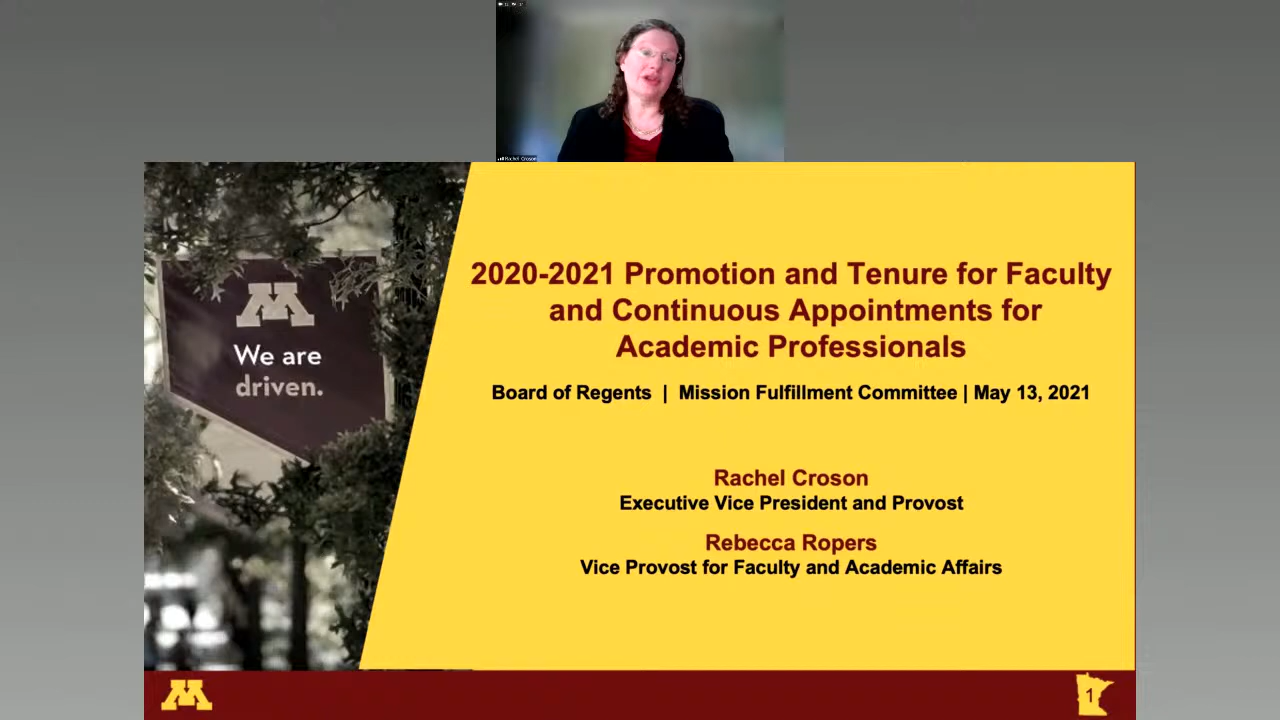 Rachel Croson
M
We are
driven.
2020-2021 Promotion and Tenure for Faculty
and Continuous Appointments for
Academic Professionals
Board of Regents | Mission Fulfillment Committee | May 13, 2021
Rachel Croson
Executive Vice President and Provost
Rebecca Ropers
Vice Provost for Faculty and Academic Affairs
M
1